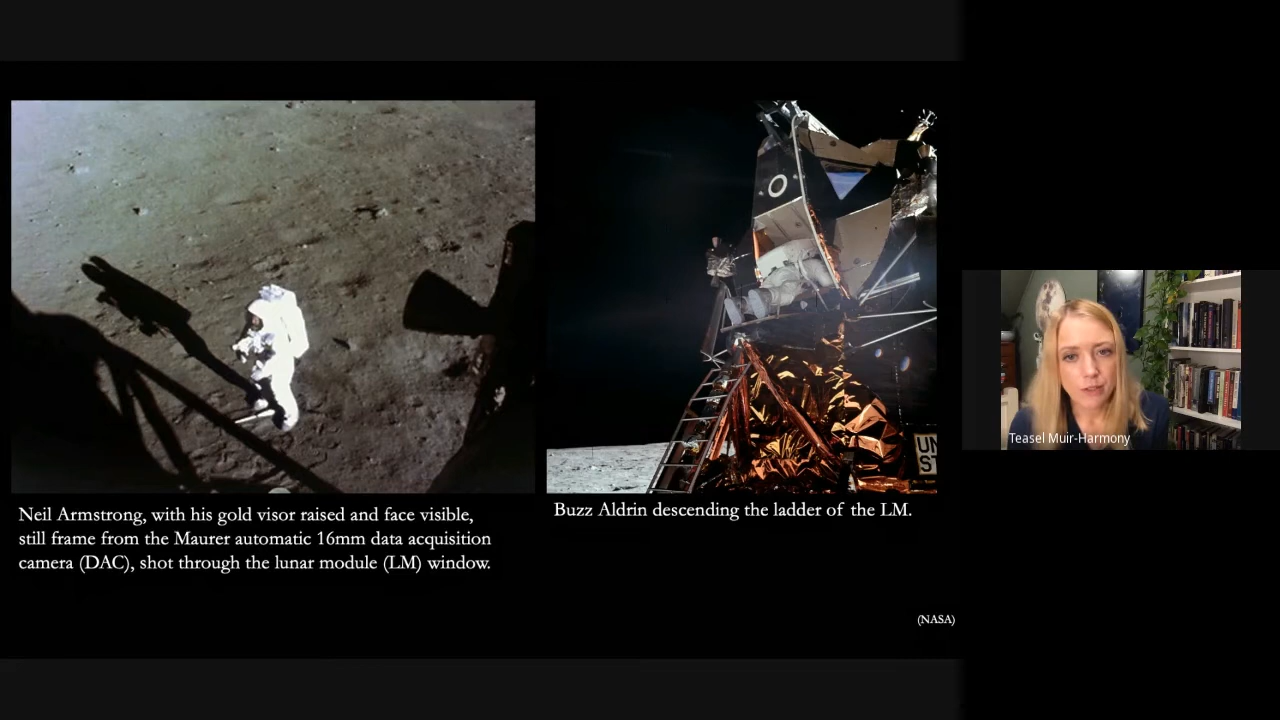 UN
ST
Neil Armstrong, with his gold visor raised and face visible,
still frame from the Maurer automatic 16mm data acquisition
camera (DAC), shot through the lunar module (LM) window.
Buzz Aldrin descending the ladder of the LM.
(NASA)
Teasel Muir-Harmony